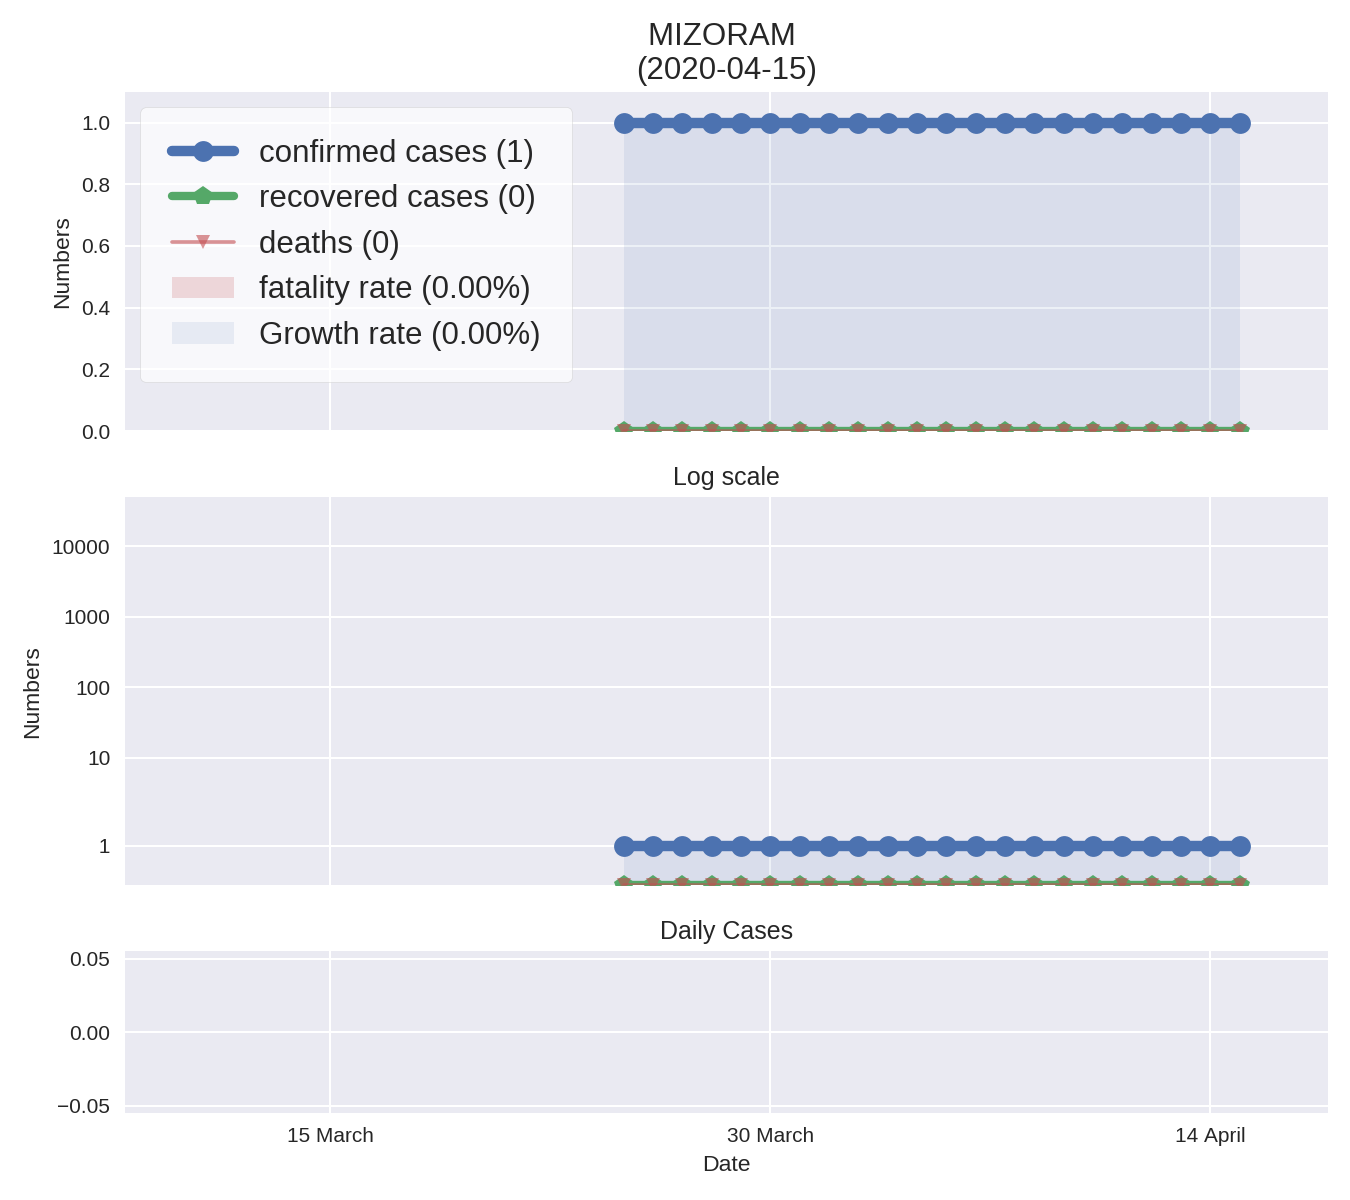 MIZORAM
(2020-04-15)
1.0
0.8
0.6
0.4
0.2
0.0
Numbers
confirmed cases (1)
recovered cases (0)
deaths (0)
fatality rate (0.00%)
Growth rate (0.00%)
Log scale
10000
1000
100
10
1
Numbers
Daily Cases
0.05
0.00
−0.05
15 March
30 March
14 April
Date